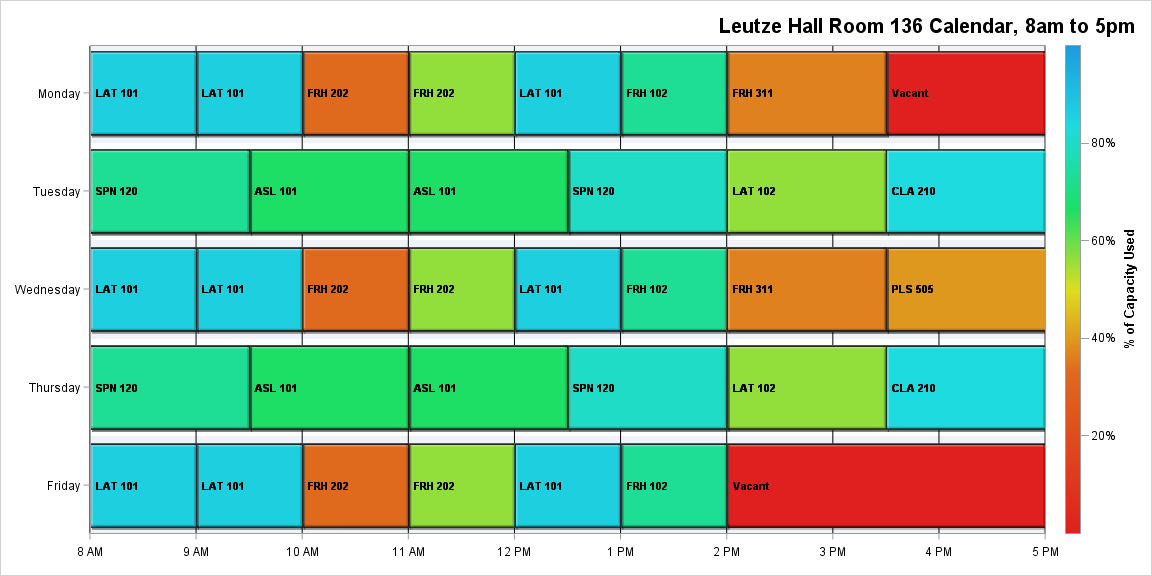 Leutze Hall Room 136 Calendar, 8am to 5pm
Monday LAT 101 LAT 101 FRH 202 FRH 202 LAT 101 FRH 102 FRH 311 Vacant
Tuesday SPN 120 ASL 101 ASL 101 SPN 120 LAT 102 CLA 210
Wednesday LAT 101 LAT 101 FRH 202 FRH 202 LAT 101 FRH 102 FRH 311 PLS 505
Thursday SPN 120 ASL 101 ASL 101 SPN 120 LAT 102 CLA 210
Friday LAT 101 LAT 101 FRH 202 FRH 202 LAT 101 FRH 102 Vacant
8 AM 9 AM 10 AM 11 AM 12 PM 1 PM 2 PM 3 PM 4 PM 5 PM
80%
60%
40%
20%
% of Capacity Used